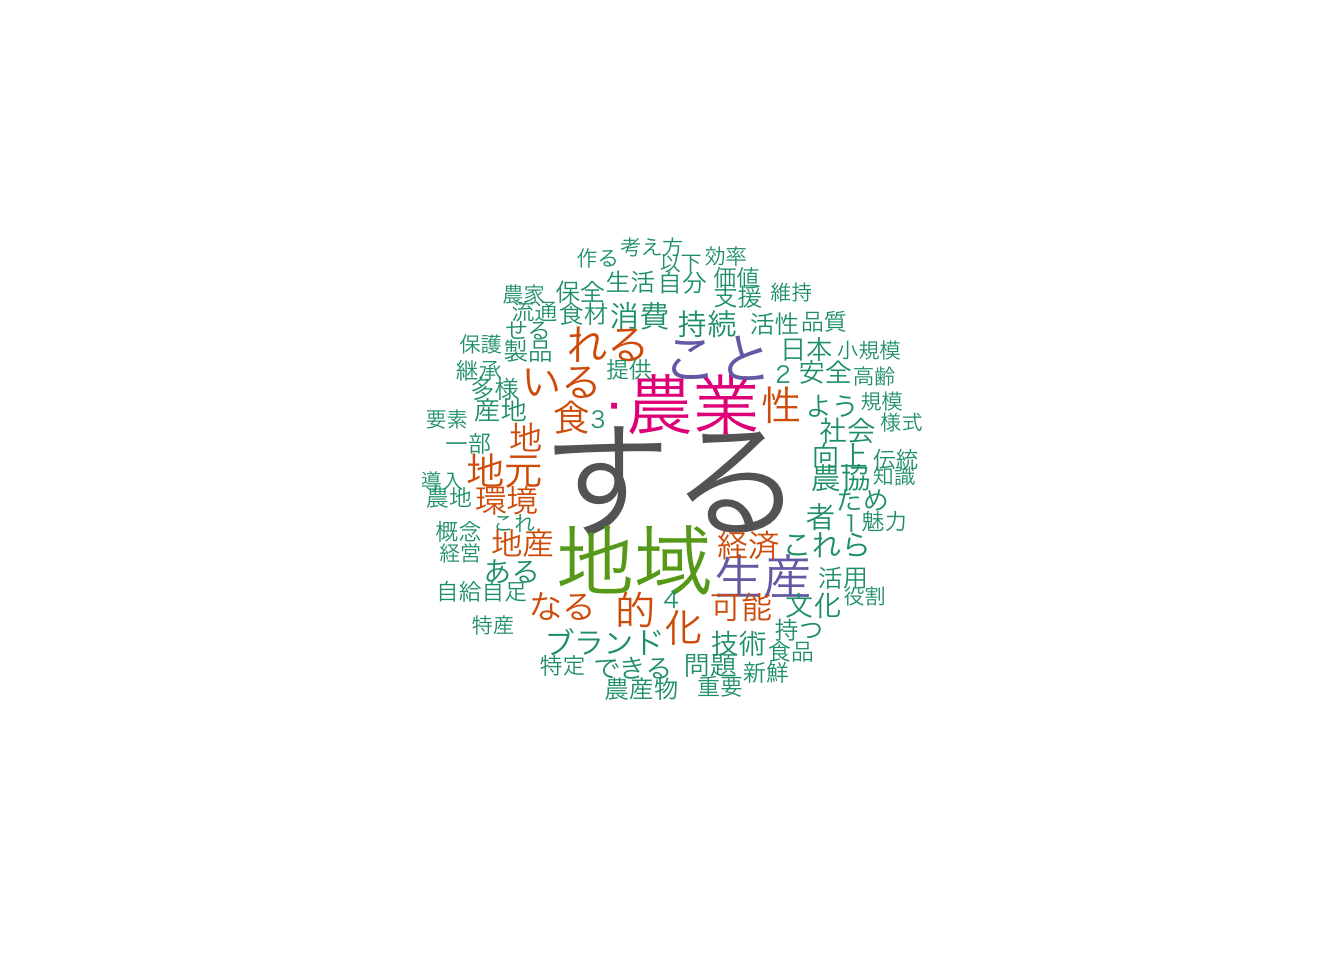 考え方
作る
以下
効率
生活
自分
価値
農家
保全
支援
維持
流通
食材
消費
持続
活性
品質
せる
保護
製品
れる
こと
日本
小規模
継承
いる
提供
2
安全
高齢
多様
産地
食
3
・
農業
性
よう
規模
様式
要素
一部
地
する
社会
向上
伝統
地元
農協
知識
導入
農地
環境
ため
者
1
魅力
概念
これ
経営
地産
地域
経済
これら
ある
生産
活用
自給自足
役割
なる
的
4
化
可能
文化
特産
持つ
ブランド
技術
食品
特定
できる
問題
新鮮
農産物
重要